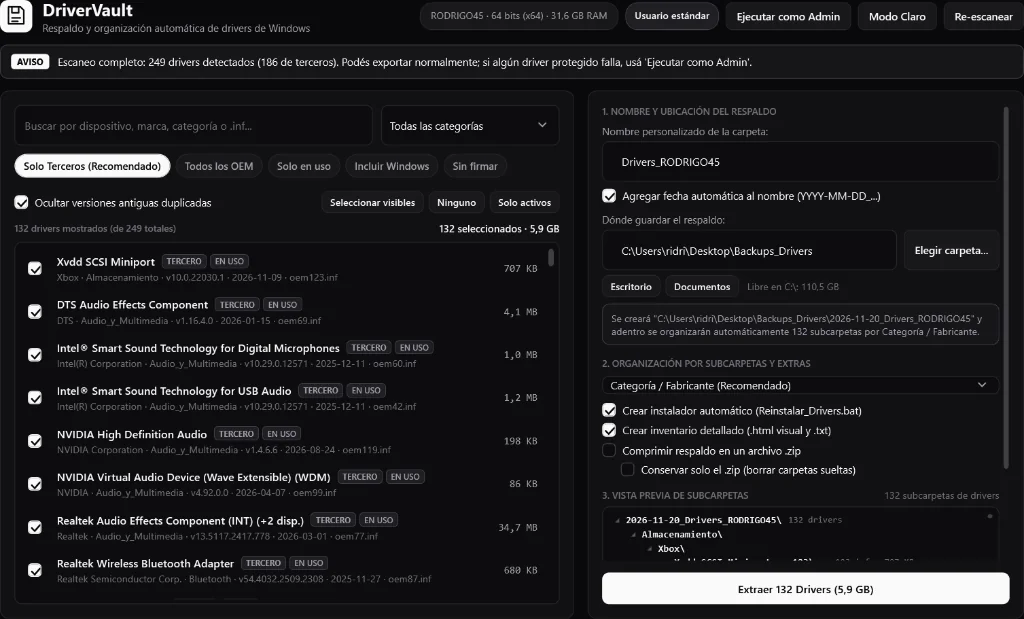 DriverVault
Respaldo y organización automática de drivers de Windows
RODRIGO45 · 64 bits (x64) · 31,6 GB RAM
Usuario estándar
Ejecutar como Admin
Modo Claro
Re-escanear
AVISO
Escaneo completo: 249 drivers detectados (186 de terceros). Podés exportar normalmente; si algún driver protegido falla, usá 'Ejecutar como Admin'.
Buscar por dispositivo, marca, categoría o .inf...
Todas las categorías
Solo Terceros (Recomendado)
Todos los OEM
Solo en uso
Incluir Windows
Sin firmar
Ocultar versiones antiguas duplicadas
Seleccionar visibles
Ninguno
Solo activos
132 drivers mostrados (de 249 totales)
132 seleccionados · 5,9 GB
Xvdd SCSI Miniport TERCERO EN USO
Xbox · Almacenamiento · v10.0.22030.1 · 2026-11-09 · oem123.inf
707 KB
DTS Audio Effects Component TERCERO EN USO
DTS · Audio_y_Multimedia · v1.16.4.0 · 2026-01-15 · oem69.inf
4,1 MB
Intel® Smart Sound Technology for Digital Microphones TERCERO EN USO
Intel(R) Corporation · Audio_y_Multimedia · v10.29.0.12571 · 2025-12-11 · oem60.inf
1,0 MB
Intel® Smart Sound Technology for USB Audio TERCERO EN USO
Intel(R) Corporation · Audio_y_Multimedia · v10.29.0.12571 · 2025-12-11 · oem42.inf
1,2 MB
NVIDIA High Definition Audio TERCERO EN USO
NVIDIA Corporation · Audio_y_Multimedia · v1.4.6.6 · 2026-08-24 · oem119.inf
198 KB
NVIDIA Virtual Audio Device (Wave Extensible) (WDM) TERCERO EN USO
NVIDIA · Audio_y_Multimedia · v4.92.0.0 · 2026-04-07 · oem99.inf
86 KB
Realtek Audio Effects Component (INT) (+2 disp.) TERCERO EN USO
Realtek · Audio_y_Multimedia · v13.5117.2417.778 · 2026-03-01 · oem77.inf
34,7 MB
Realtek Wireless Bluetooth Adapter TERCERO EN USO
Realtek Semiconductor Corp. · Bluetooth · v54.4032.2509.2308 · 2025-11-27 · oem87.inf
680 KB
1. NOMBRE Y UBICACIÓN DEL RESPALDO
Nombre personalizado de la carpeta:
Drivers_RODRIGO45
Agregar fecha automática al nombre (YYYY-MM-DD_...)
Dónde guardar el respaldo:
C:\Users\ridri\Desktop\Backups_Drivers
Elegir carpeta...
Escritorio
Documentos
Libre en C:\: 110,5 GB
Se creará "C:\Users\ridri\Desktop\Backups_Drivers\2026-11-20_Drivers_RODRIGO45" y
adentro se organizarán automáticamente 132 subcarpetas por Categoría / Fabricante.
2. ORGANIZACIÓN POR SUBCARPETAS Y EXTRAS
Categoría / Fabricante (Recomendado)
Crear instalador automático (Reinstalar_Drivers.bat)
Crear inventario detallado (.html visual y .txt)
Comprimir respaldo en un archivo .zip
Conservar solo el .zip (borrar carpetas sueltas)
3. VISTA PREVIA DE SUBCARPETAS
132 subcarpetas de drivers
2026-11-20_Drivers_RODRIGO45\ 132 drivers
Almacenamiento\
Xbox\
Extraer 132 Drivers (5,9 GB)